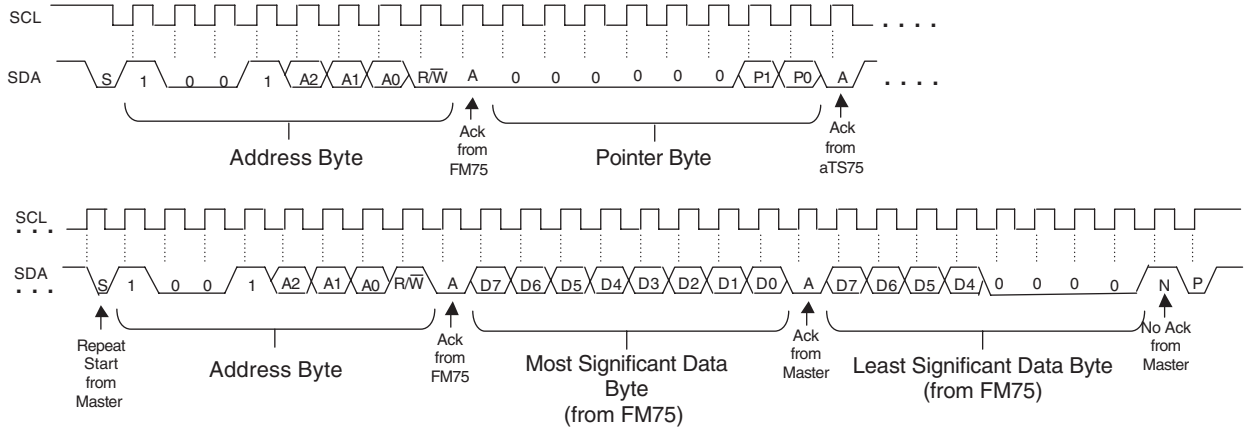 SCL
. . . .
SDA S 1 0 0 1 A2 A1 A0 R/W̅ A 0 0 0 0 0 0 P1 P0 A . . . .
Address Byte
Ack
from
FM75
Pointer Byte
Ack
from
aTS75
SCL
. . .
SDA S 1 0 0 1 A2 A1 A0 R/W̅ A D7 D6 D5 D4 D3 D2 D1 D0 A D7 D6 D5 D4 0 0 0 0 N P
. . .
Repeat
Start
from
Master
Address Byte
Ack
from
FM75
Most Significant Data
Byte
(from FM75)
Ack
from
Master
Least Significant Data Byte
(from FM75)
No Ack
from
Master